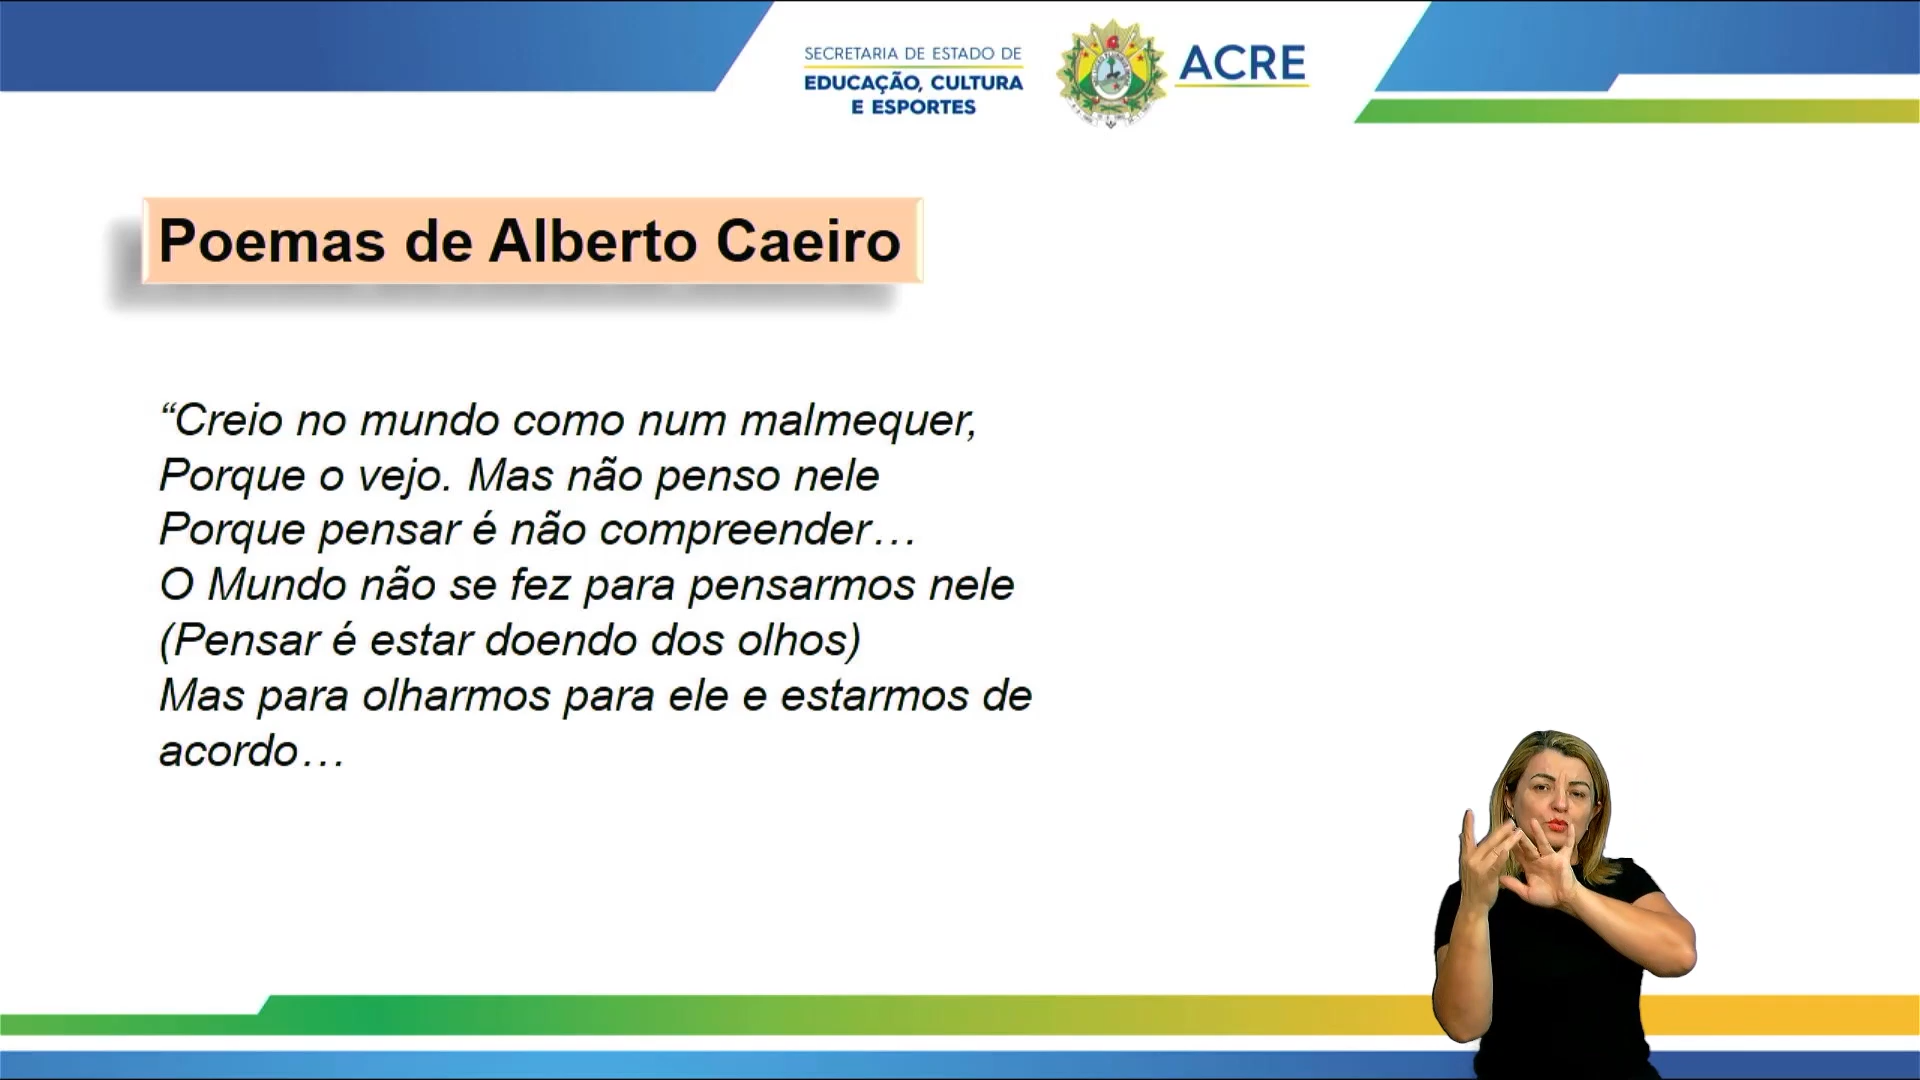 SECRETARIA DE ESTADO DE
EDUCAÇÃO, CULTURA
E ESPORTES
ACRE
Poemas de Alberto Caeiro
“Creio no mundo como num malmequer,
Porque o vejo. Mas não penso nele
Porque pensar é não compreender…
O Mundo não se fez para pensarmos nele
(Pensar é estar doendo dos olhos)
Mas para olharmos para ele e estarmos de
acordo…